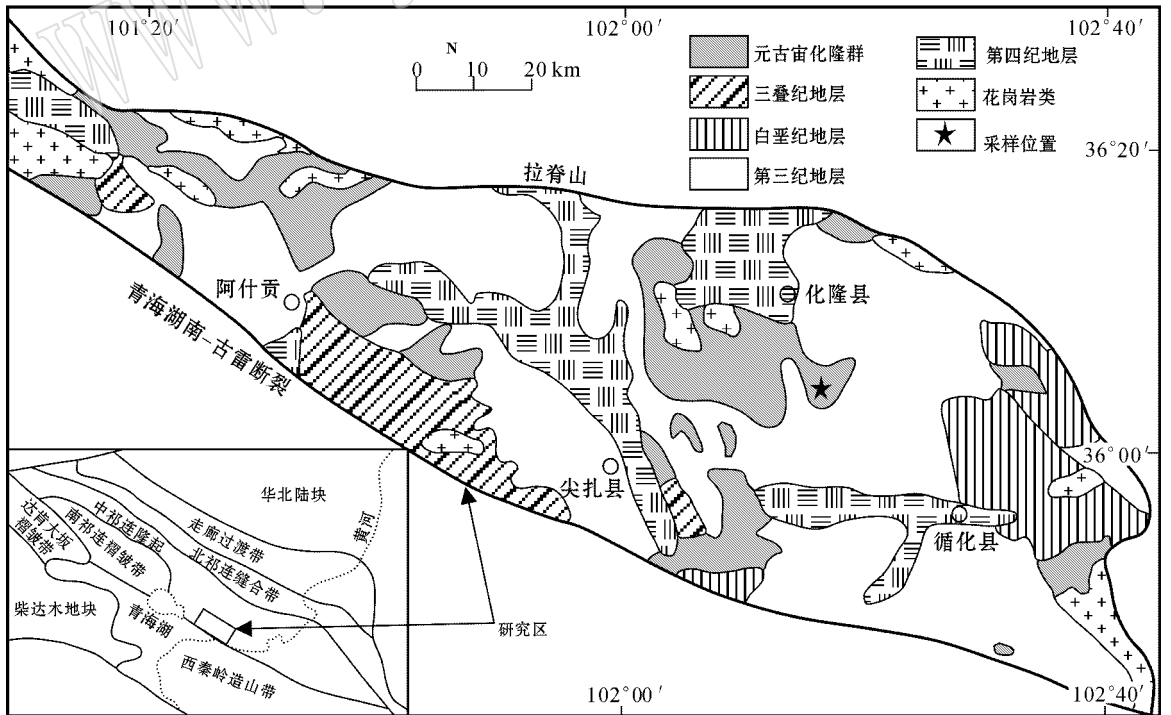 WWW.
101°20′
102°00′
102°40′
N
0 10 20 km
元古宙化隆群
三叠纪地层
白垩纪地层
第三纪地层
第四纪地层
花岗岩类
采样位置
36°20′
拉脊山
阿什贡
化隆县
青海湖南-古雷断裂
36°00′
尖扎县
循化县
华北陆块
黄河
走廊过渡带
北祁连缝合带
中祁连隆起
南祁连褶皱带
达肯大坂
褶皱带
柴达木地块
青海湖
西秦岭造山带
研究区
102°00′
102°40′